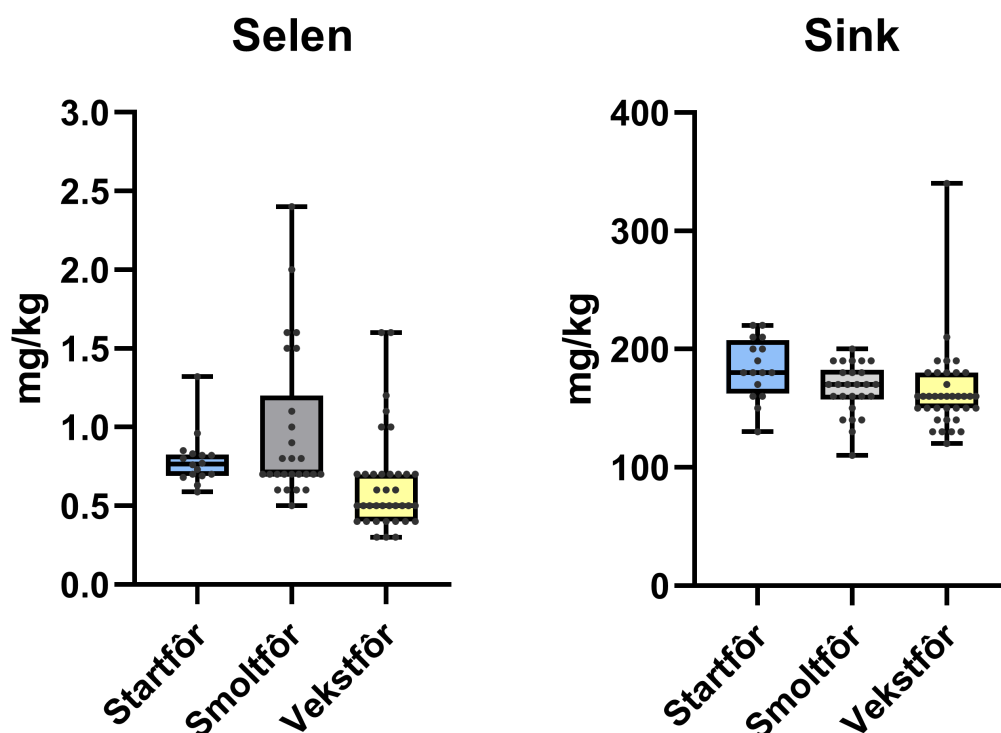 Selen
mg/kg
3.0
2.5
2.0
1.5
1.0
0.5
0.0
Startfôr
Smoltfôr
Vekstfôr
Sink
mg/kg
400
300
200
100
0
Startfôr
Smoltfôr
Vekstfôr